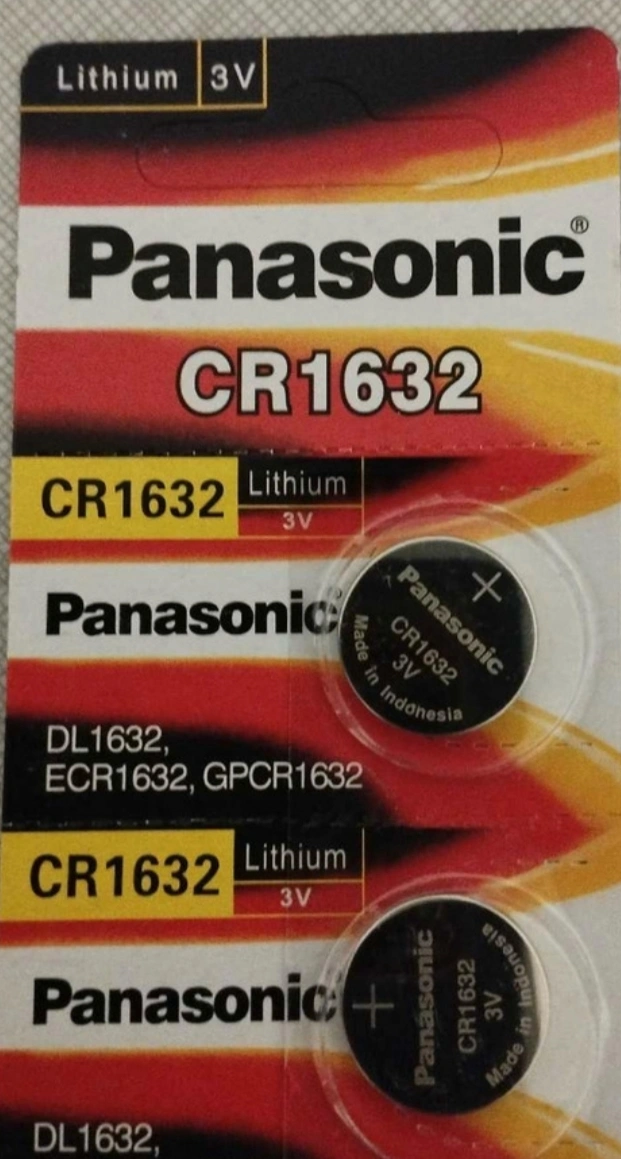 Lithium 3V
Panasonic®
CR1632
CR1632
Lithium
3V
Panasonic
DL1632,
ECR1632, GPCR1632
+
Panasonic
CR1632
3V
Made in Indonesia
CR1632
Lithium
3V
Panasonic
DL1632,
+
Panasonic
CR1632
3V
Made in Indonesia